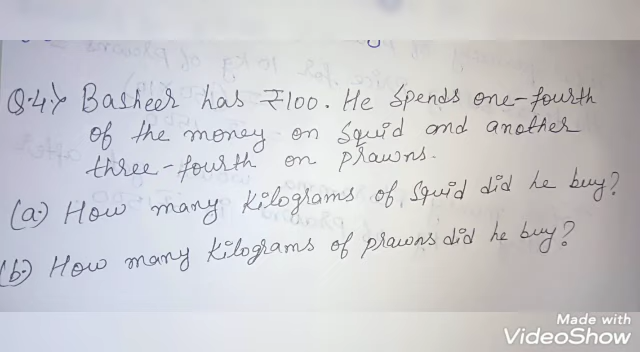 Q.4.) Basheer has ₹100. He spends one-fourth
of the money on squid and another
three-fourth on prawns.
(a.) How many kilograms of squid did he buy?
(b.) How many kilograms of prawns did he buy?
Made with
VideoShow